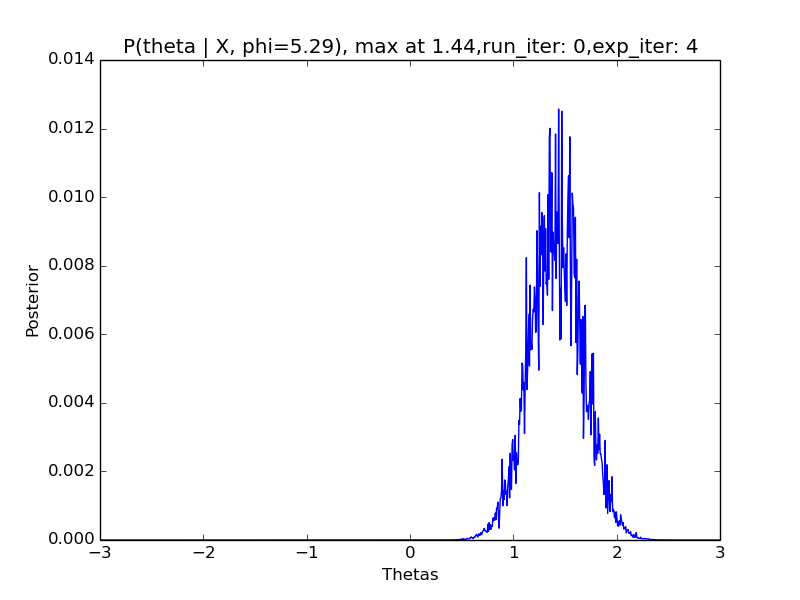 P(theta | X, phi=5.29), max at 1.44,run_iter: 0,exp_iter: 4
0.014
0.012
0.010
0.008
0.006
0.004
0.002
0.000
Posterior
−3 −2 −1 0 1 2 3
Thetas